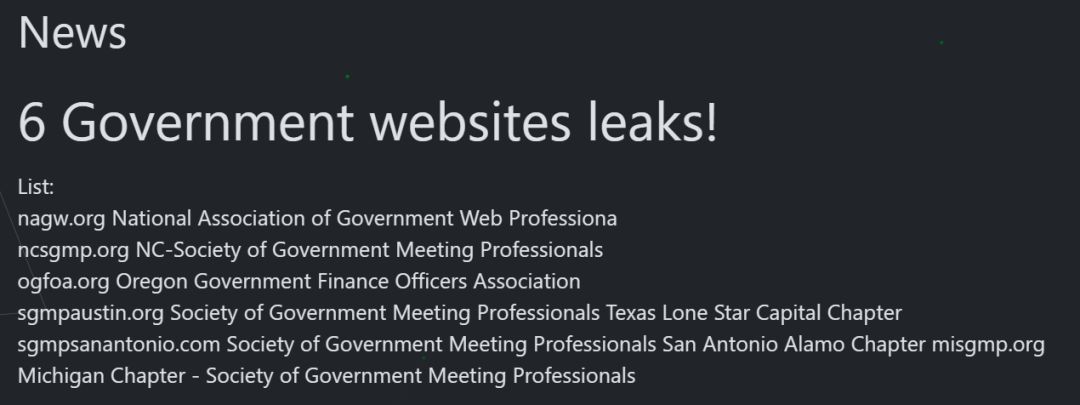 News
6 Government websites leaks!
List:
nagw.org National Association of Government Web Professiona
ncsgmp.org NC-Society of Government Meeting Professionals
ogfoa.org Oregon Government Finance Officers Association
sgmpaustin.org Society of Government Meeting Professionals Texas Lone Star Capital Chapter
sgmpsanantonio.com Society of Government Meeting Professionals San Antonio Alamo Chapter misgmp.org
Michigan Chapter - Society of Government Meeting Professionals